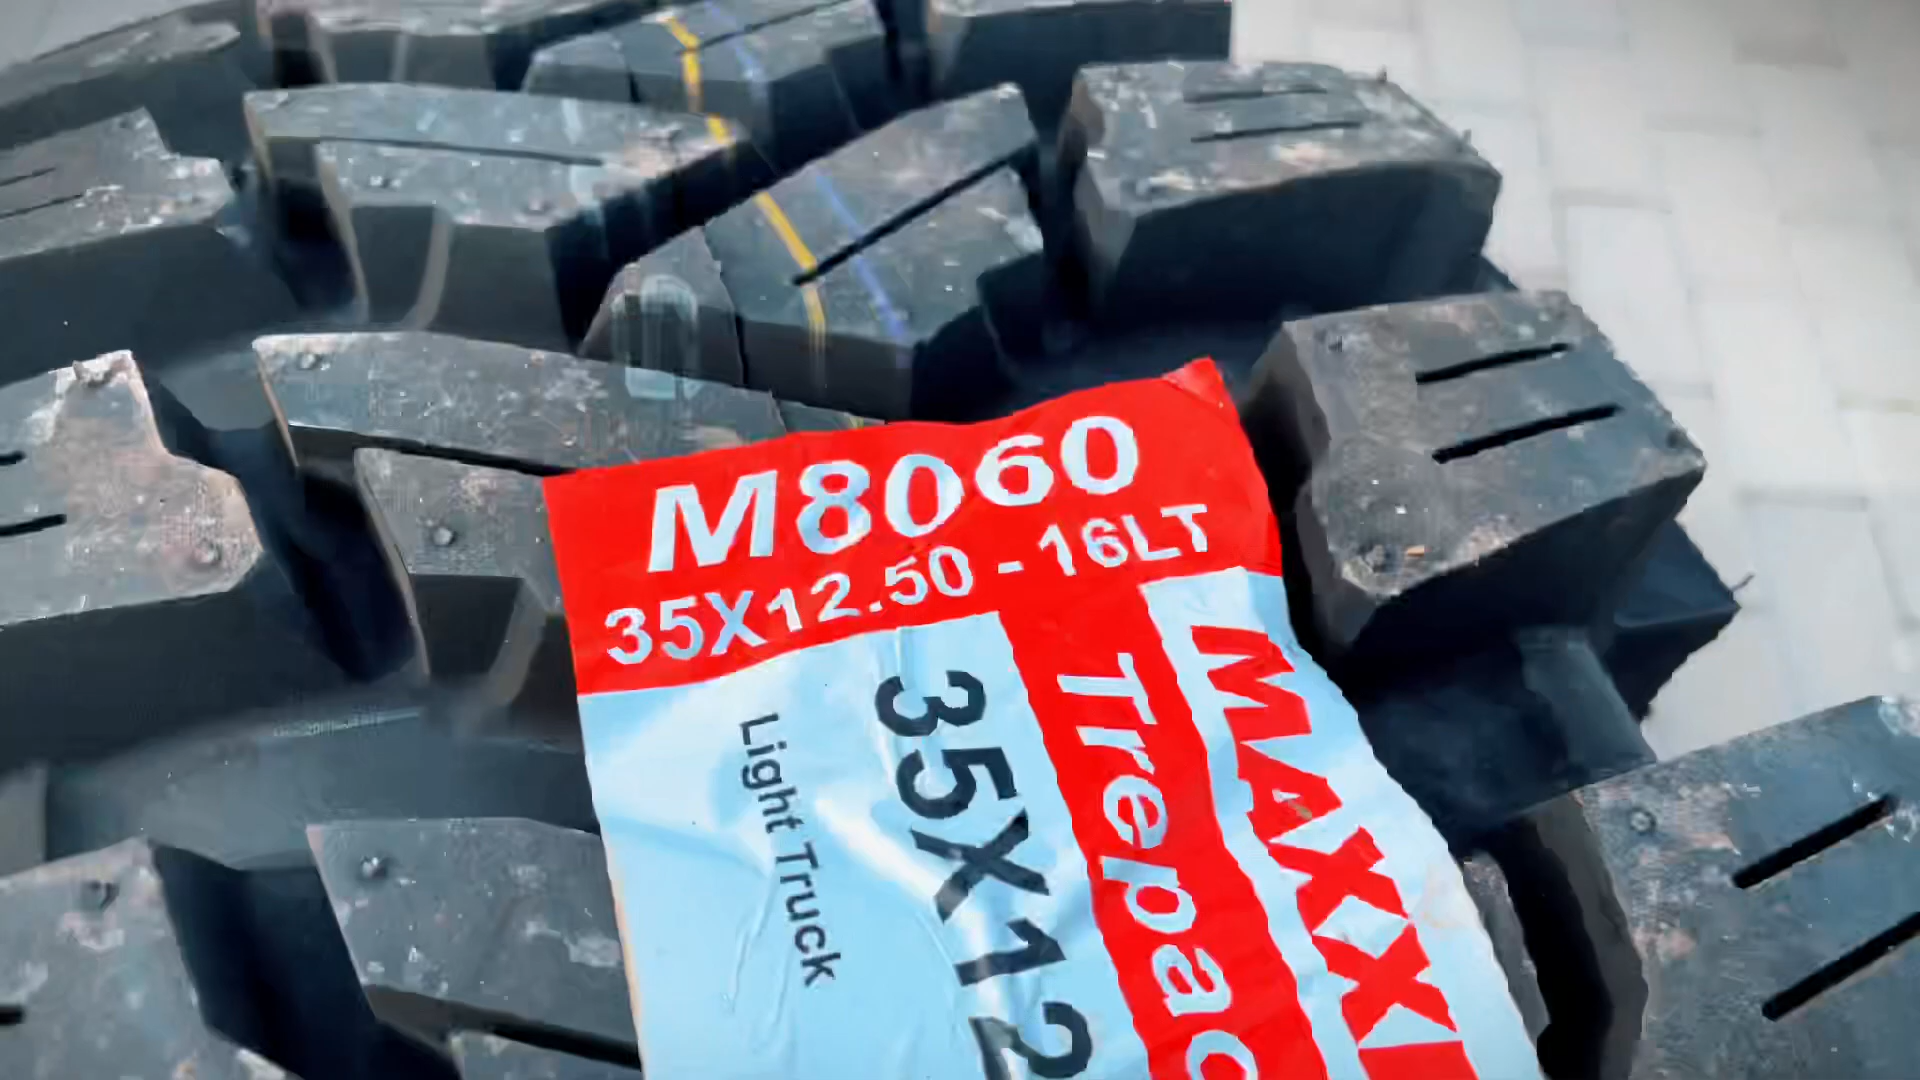 M8060
35X12.50-16LT
MAXXI
Trepad
35X12
Light Truck